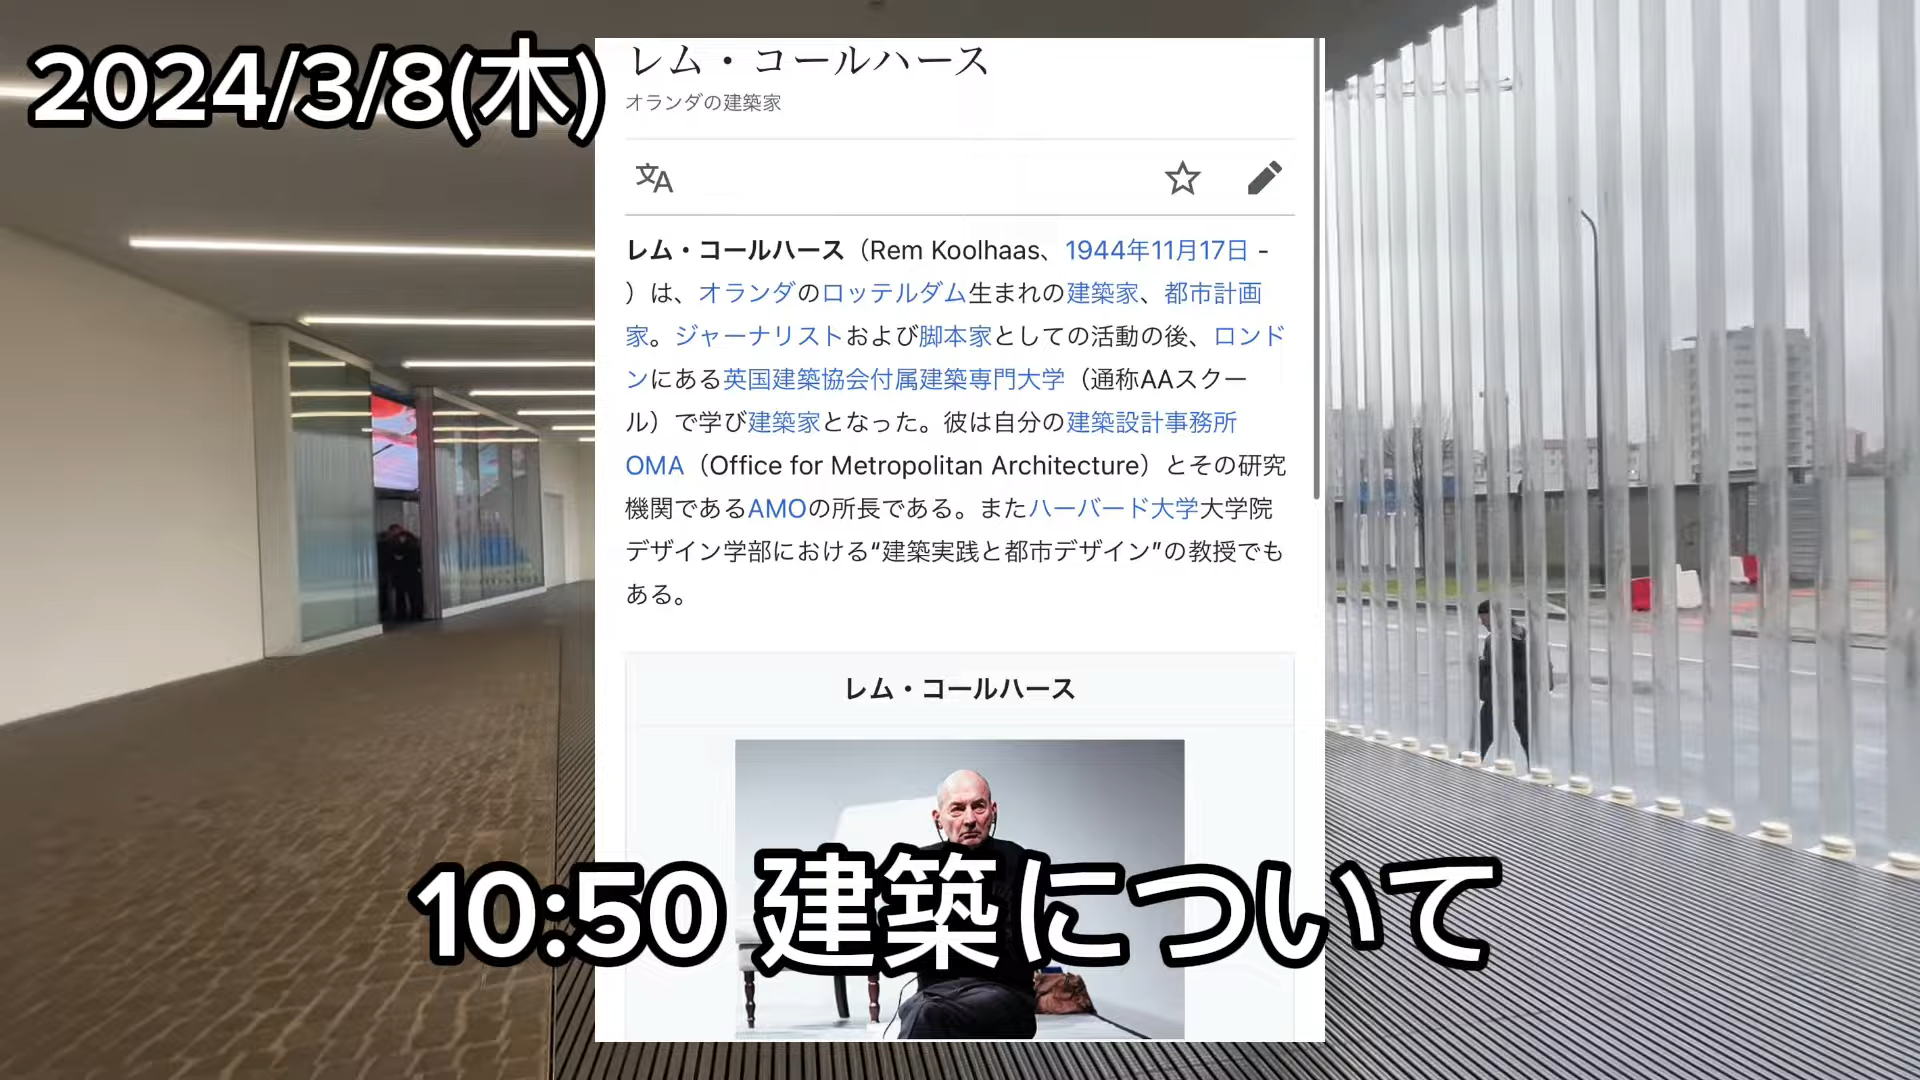 2024/3/8(木)
レム・コールハース
オランダの建築家
文A
レム・コールハース（Rem Koolhaas、1944年11月17日 -
）は、オランダのロッテルダム生まれの建築家、都市計画
家。ジャーナリストおよび脚本家としての活動の後、ロンド
ンにある英国建築協会付属建築専門大学（通称AAスクー
ル）で学び建築家となった。彼は自分の建築設計事務所
OMA（Office for Metropolitan Architecture）とその研究
機関であるAMOの所長である。またハーバード大学大学院
デザイン学部における“建築実践と都市デザイン”の教授でも
ある。
レム・コールハース
10:50 建築について